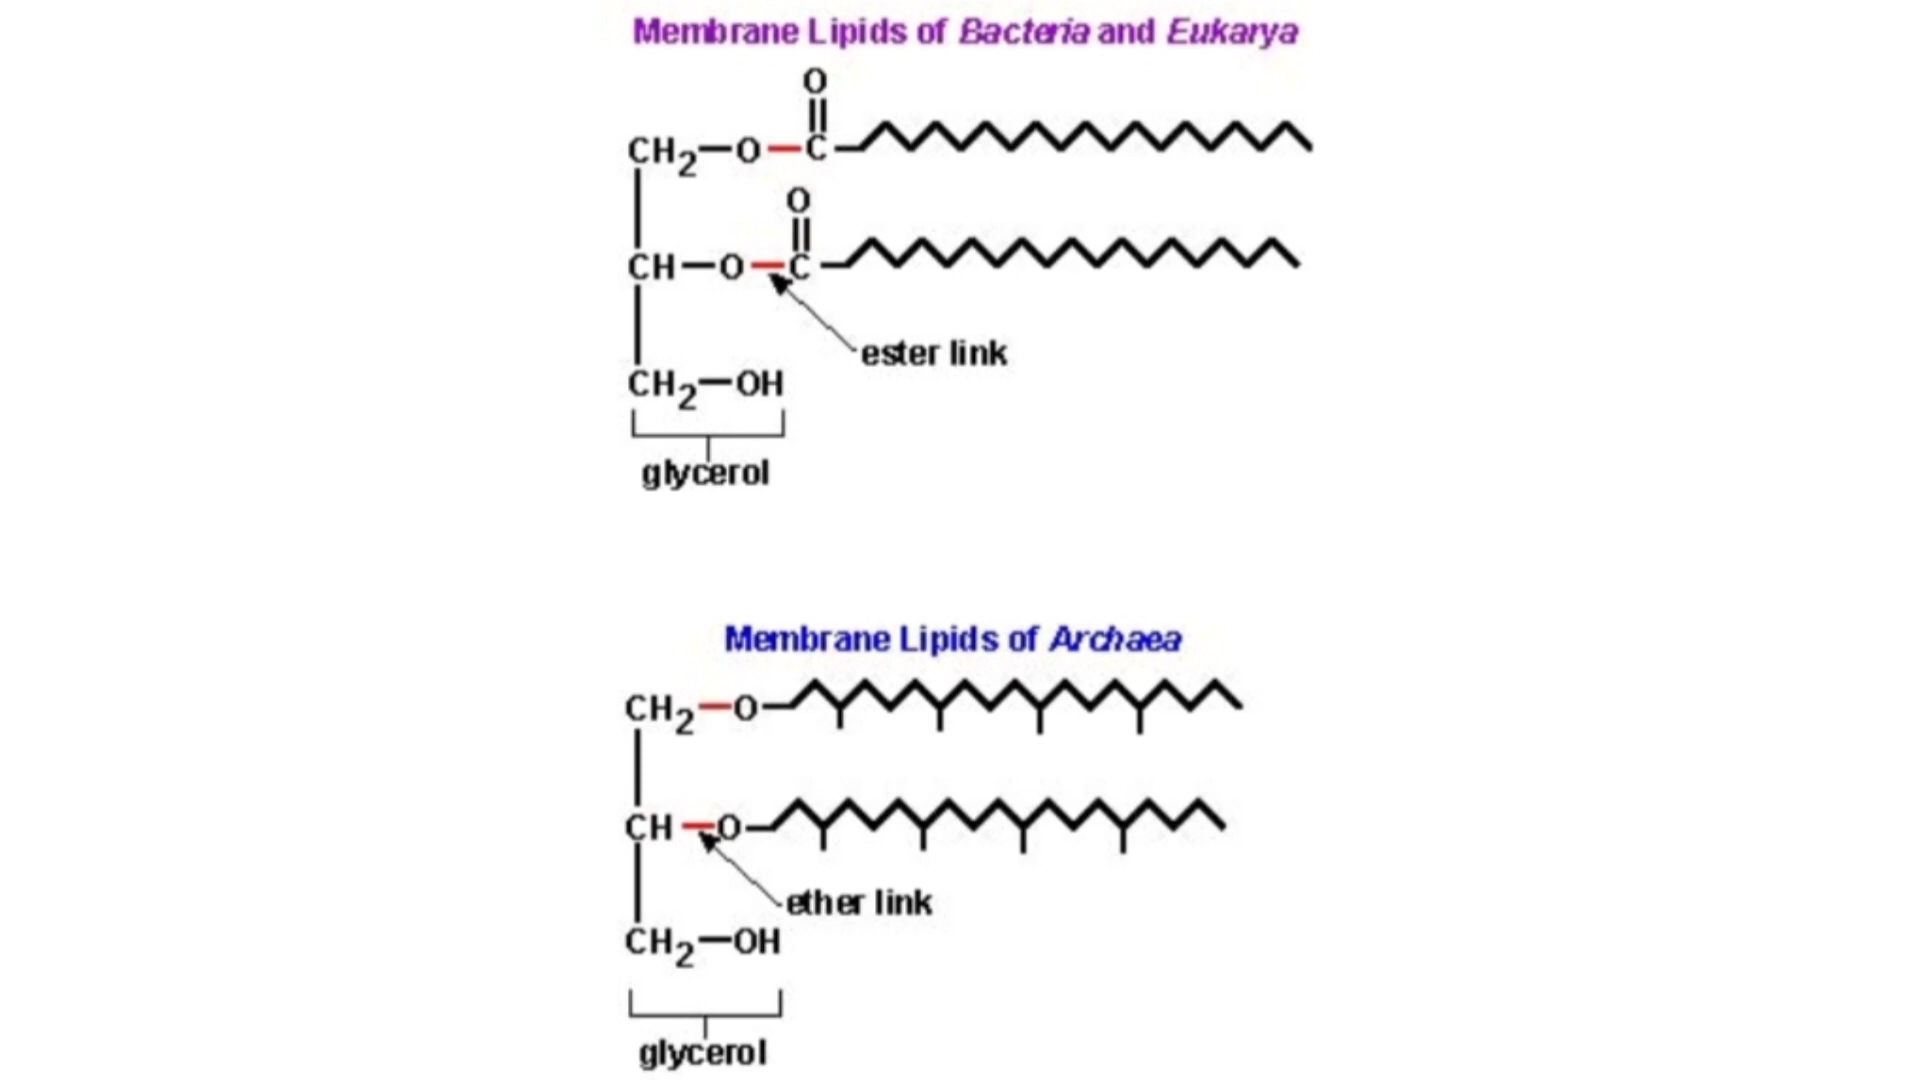 Membrane Lipids of Bacteria and Eukarya
O
CH2—O—C
O
CH—O—C
ester link
CH2—OH
glycerol
Membrane Lipids of Archaea
CH2—O
CH—O
ether link
CH2—OH
glycerol